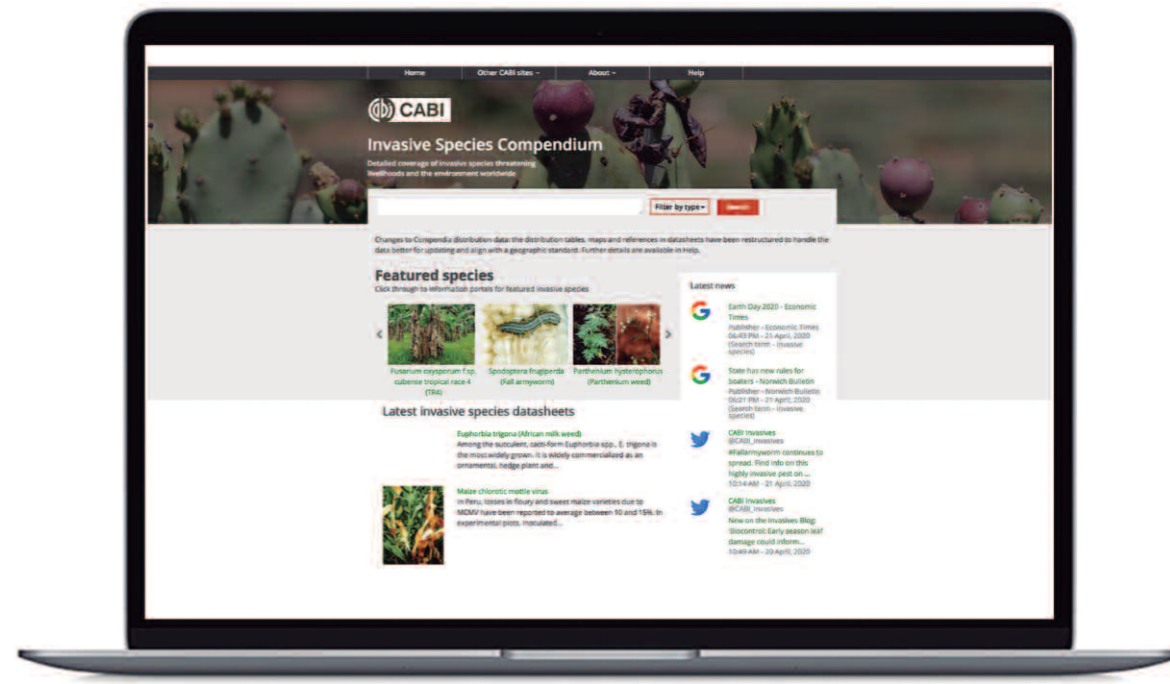 Home Other CABI sites About Help
CABI
Invasive Species Compendium
Detailed coverage of invasive species threatening
livelihoods and the environment worldwide
Filter by type Search
Changes to Compendia distribution data: the distribution tables, maps and references in datasheets have been restructured to handle the
data better for updating and align with a geographic standard. Further details are available in Help.
Featured species
Click through to information portals for featured invasive species
Fusarium oxysporum f.sp.
cubense tropical race 4
(TR4)
Spodoptera frugiperda
(Fall armyworm)
Parthenium hysterophorus
(Parthenium weed)
Latest invasive species datasheets
Euphorbia trigona (African milk weed)
Among the succulent, cacti-form Euphorbia spp., E. trigona is
the most widely grown. It is widely commercialized as an
ornamental, hedge plant and...
Maize chlorotic mottle virus
In Peru, losses in floury and sweet maize varieties due to
MCMV have been reported to average between 10 and 15%. In
experimental plots, inoculated...
Latest news
Earth Day 2020 - Economic
Times
Publisher - Economic Times
06:43 PM - 21 April, 2020
(Search term - invasive
species)
State has new rules for
boaters - Norwich Bulletin
Publisher - Norwich Bulletin
06:21 PM - 21 April, 2020
(Search term - invasive
species)
CABI Invasives
@CABI_Invasives
#Fallarmyworm continues to
spread. Find info on this
highly invasive pest on ...
10:14 AM - 21 April, 2020
CABI Invasives
@CABI_Invasives
New on the Invasives Blog:
'Biocontrol: Early season leaf
damage could inform...
10:49 AM - 20 April, 2020